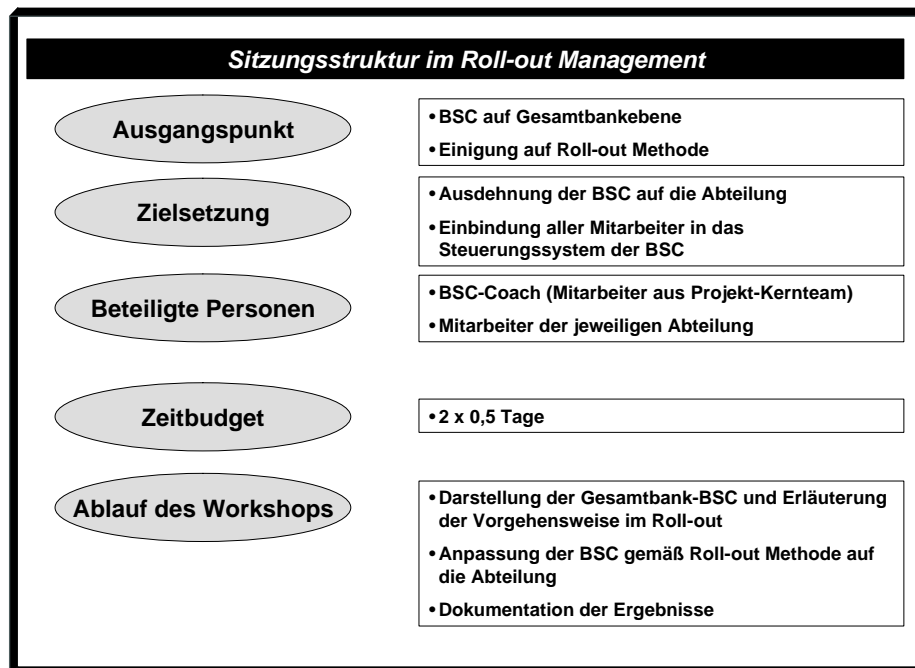 Sitzungsstruktur im Roll-out Management
Ausgangspunkt
• BSC auf Gesamtbankebene
• Einigung auf Roll-out Methode
Zielsetzung
• Ausdehnung der BSC auf die Abteilung
• Einbindung aller Mitarbeiter in das
Steuerungssystem der BSC
Beteiligte Personen
• BSC-Coach (Mitarbeiter aus Projekt-Kernteam)
• Mitarbeiter der jeweiligen Abteilung
Zeitbudget
• 2 x 0,5 Tage
Ablauf des Workshops
• Darstellung der Gesamtbank-BSC und Erläuterung
der Vorgehensweise im Roll-out
• Anpassung der BSC gemäß Roll-out Methode auf
die Abteilung
• Dokumentation der Ergebnisse